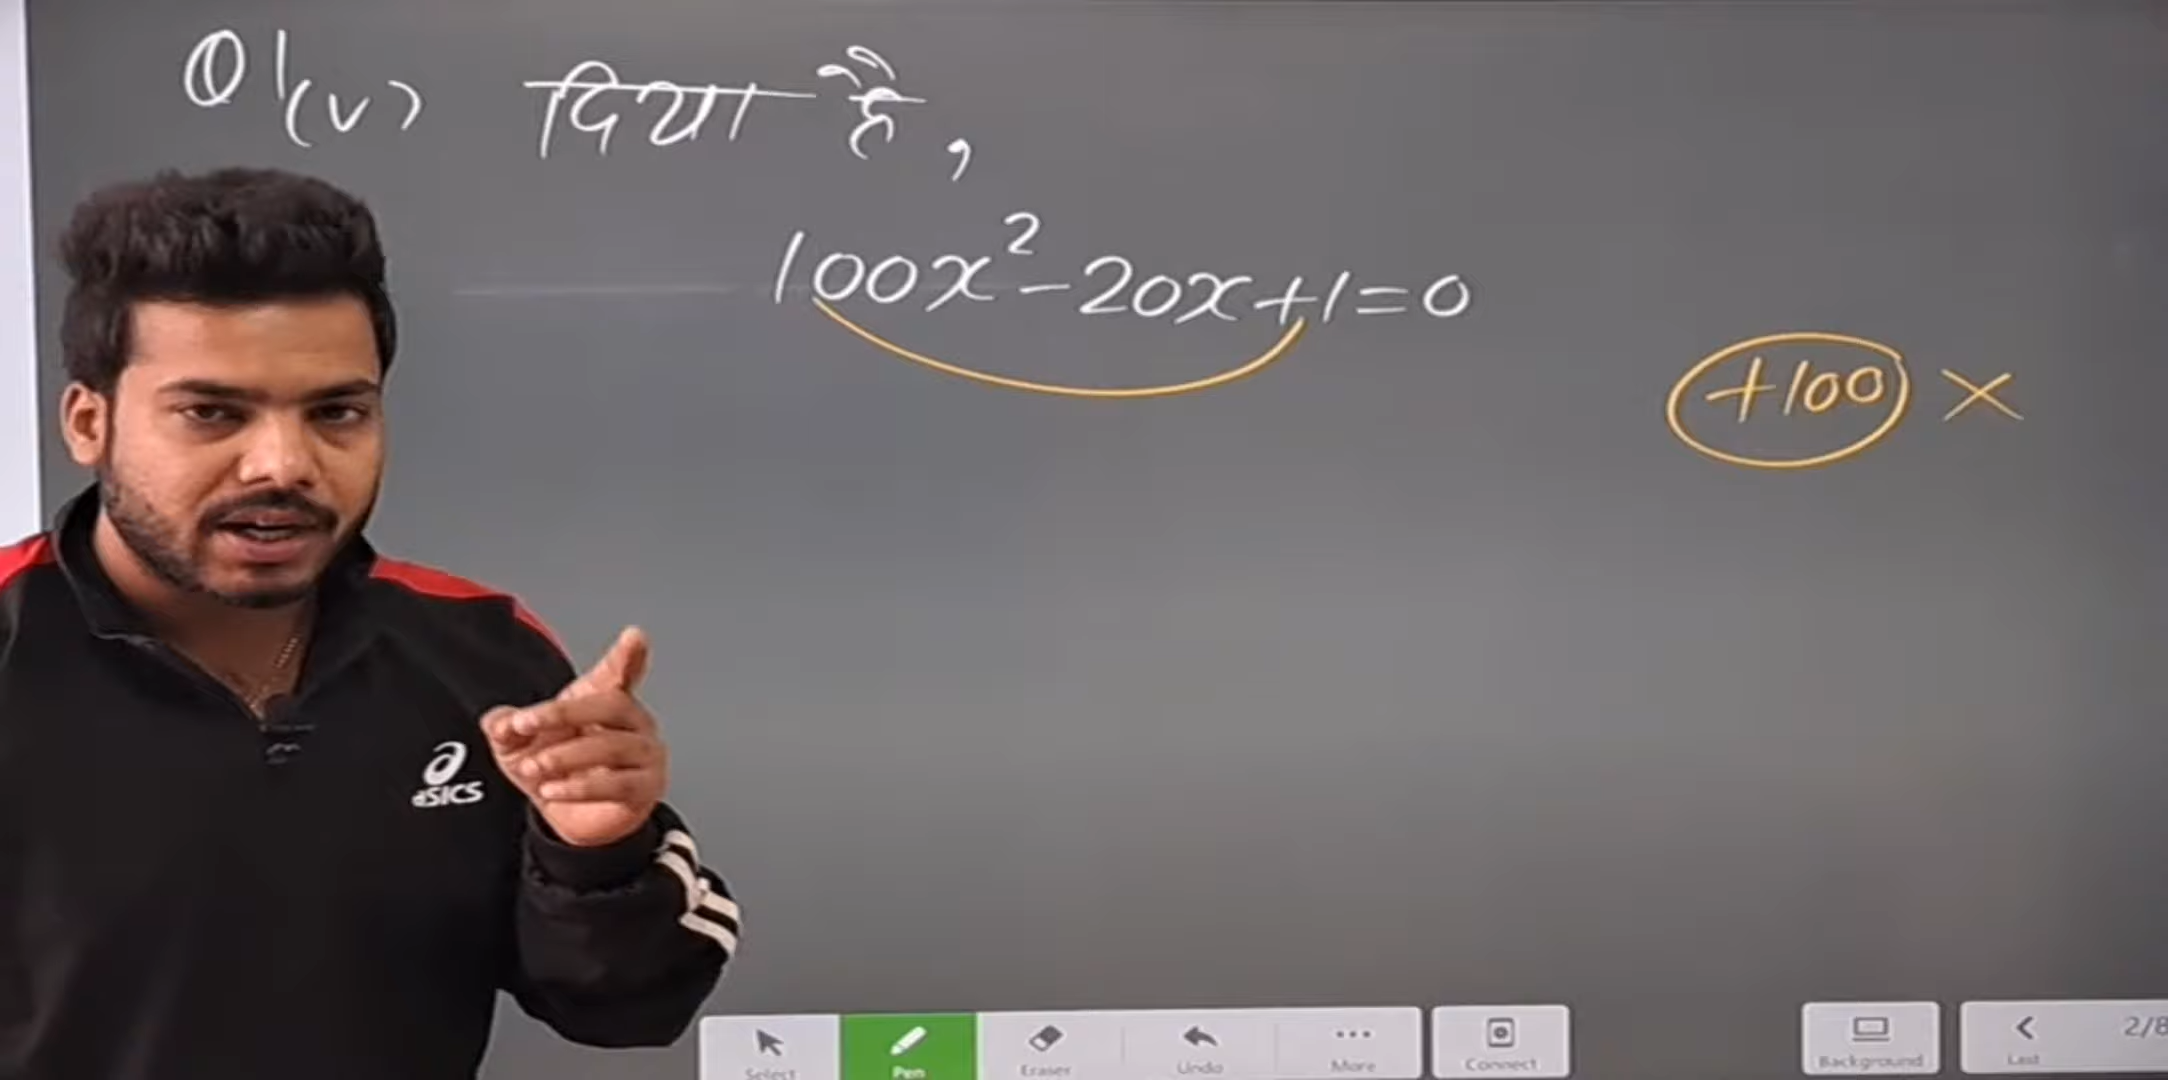 Q1(v) दिया है,
100x² - 20x + 1 = 0
+100 ×
asics
Select Pen Eraser Undo More Connect Background Last 2/8